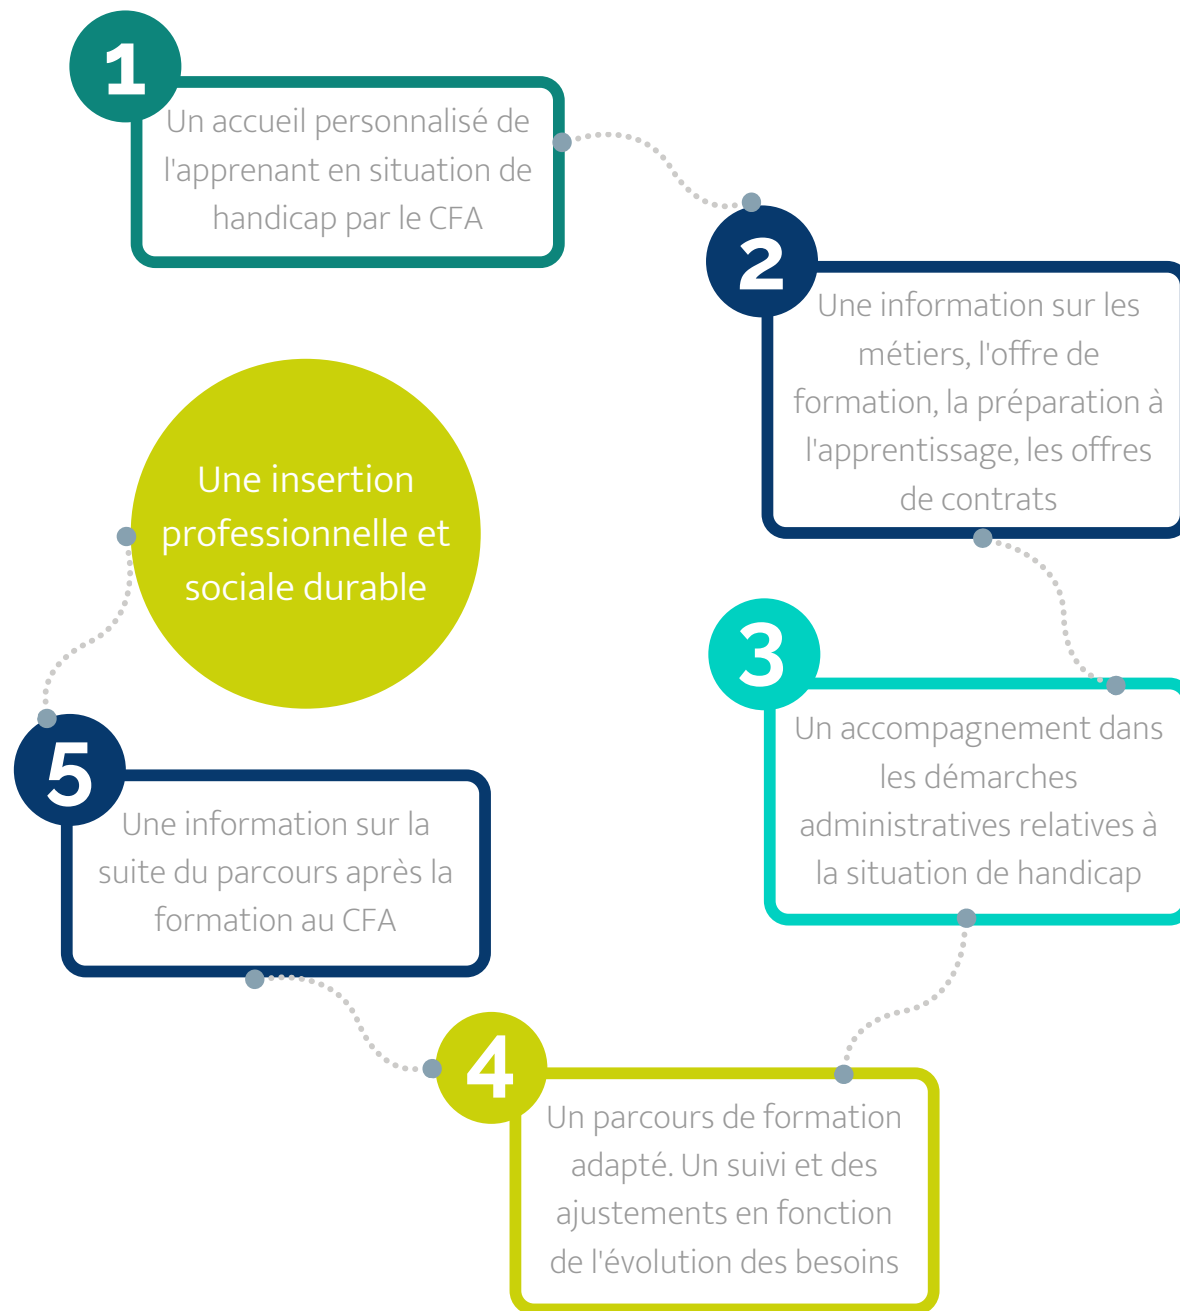 1
Un accueil personnalisé de
l'apprenant en situation de
handicap par le CFA
2
Une information sur les
métiers, l'offre de
formation, la préparation à
l'apprentissage, les offres
de contrats
3
Un accompagnement dans
les démarches
administratives relatives à
la situation de handicap
4
Un parcours de formation
adapté. Un suivi et des
ajustements en fonction
de l'évolution des besoins
5
Une information sur la
suite du parcours après la
formation au CFA
Une insertion
professionnelle et
sociale durable